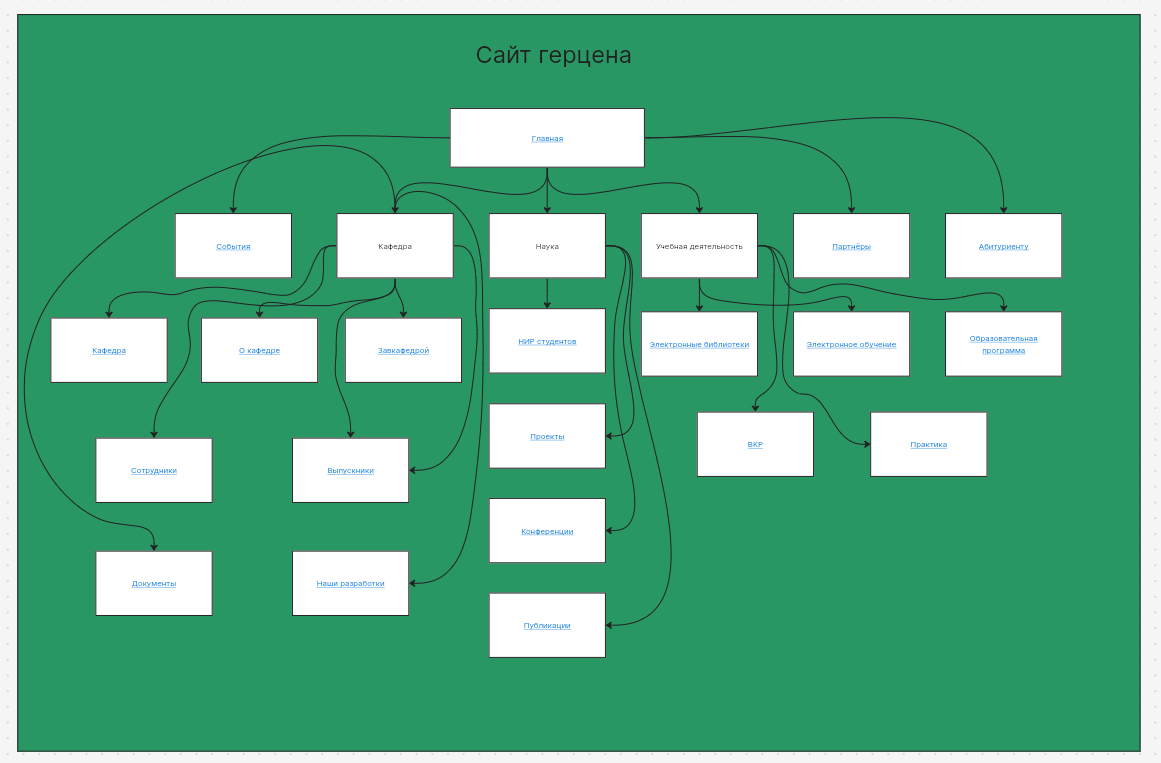 Сайт герцена
Главная
События
Кафедра
Наука
Учебная деятельность
Партнёры
Абитуриенту
Кафедра
О кафедре
Завкафедрой
НИР студентов
Электронные библиотеки
Электронное обучение
Образовательная
программа
Проекты
ВКР
Практика
Сотрудники
Выпускники
Конференции
Документы
Наши разработки
Публикации